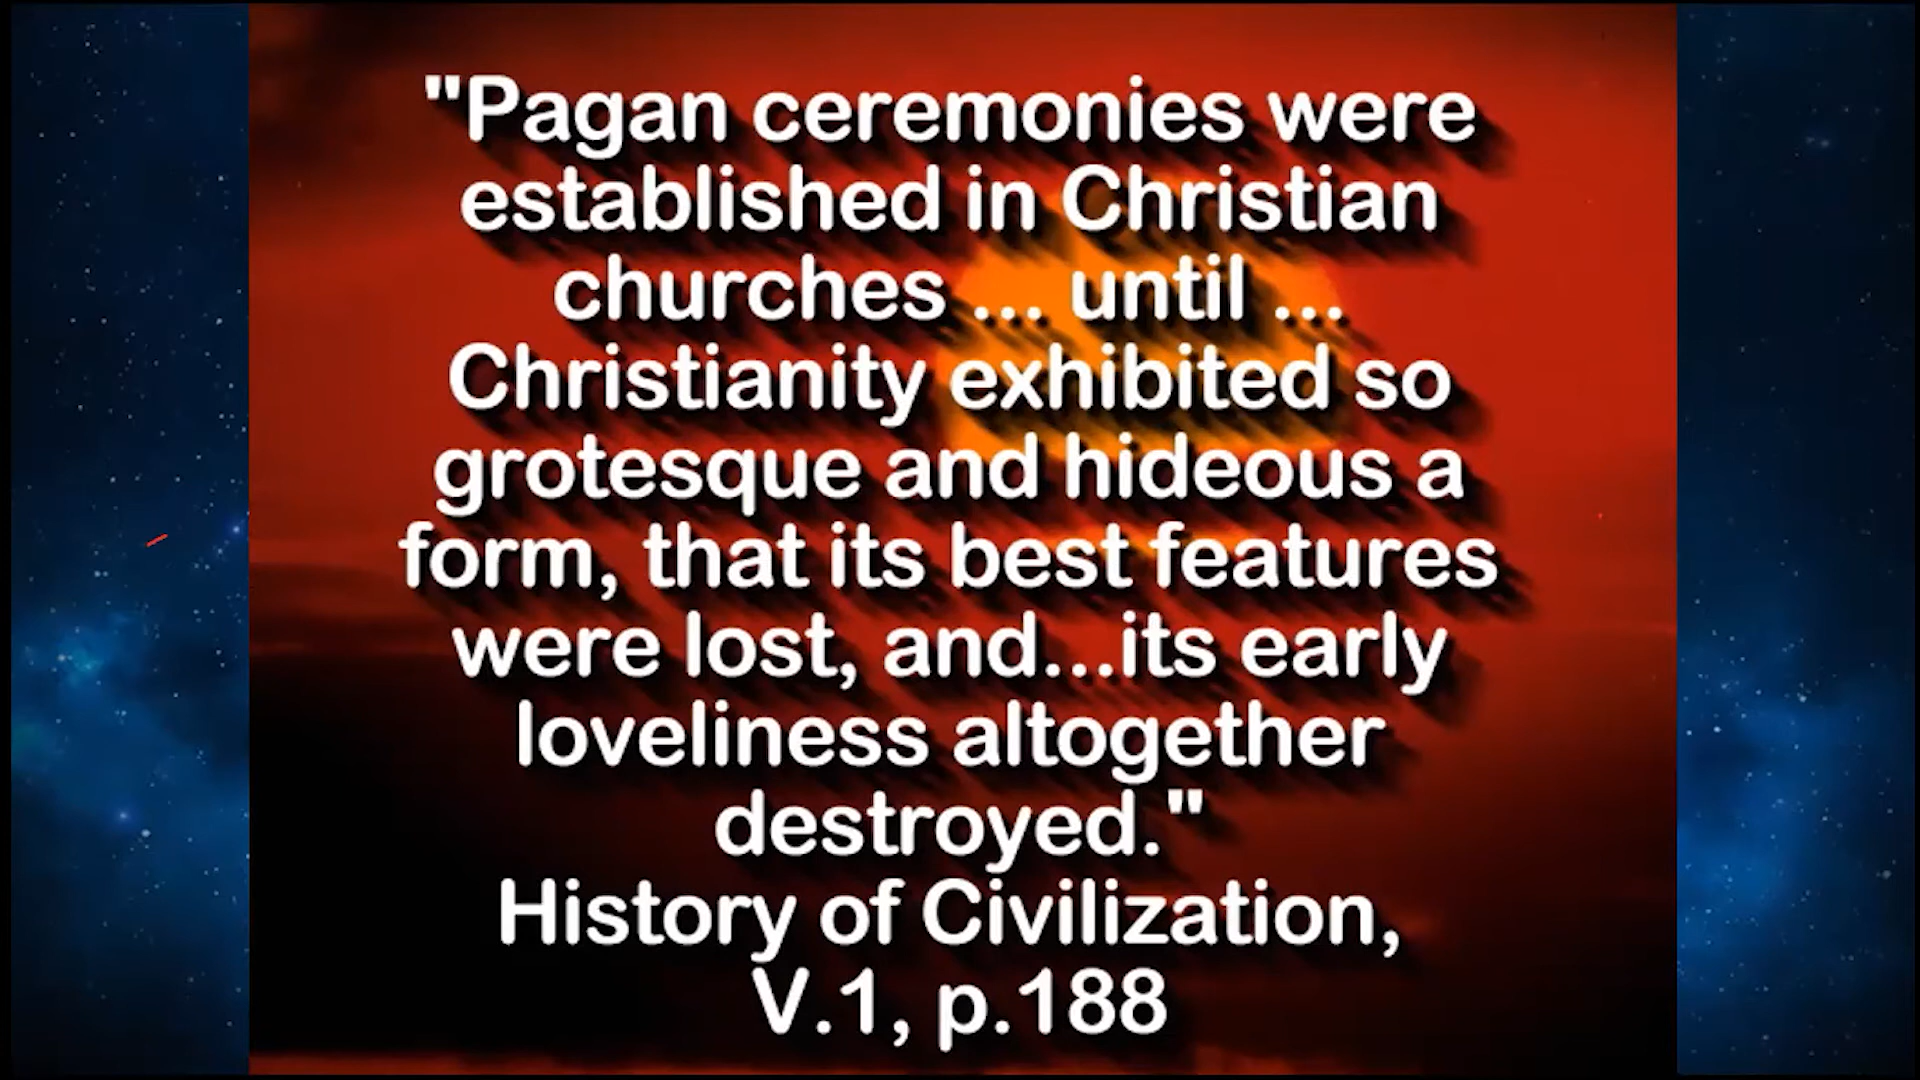 "Pagan ceremonies were
established in Christian
churches ... until ...
Christianity exhibited so
grotesque and hideous a
form, that its best features
were lost, and...its early
loveliness altogether
destroyed."
History of Civilization,
V.1, p.188